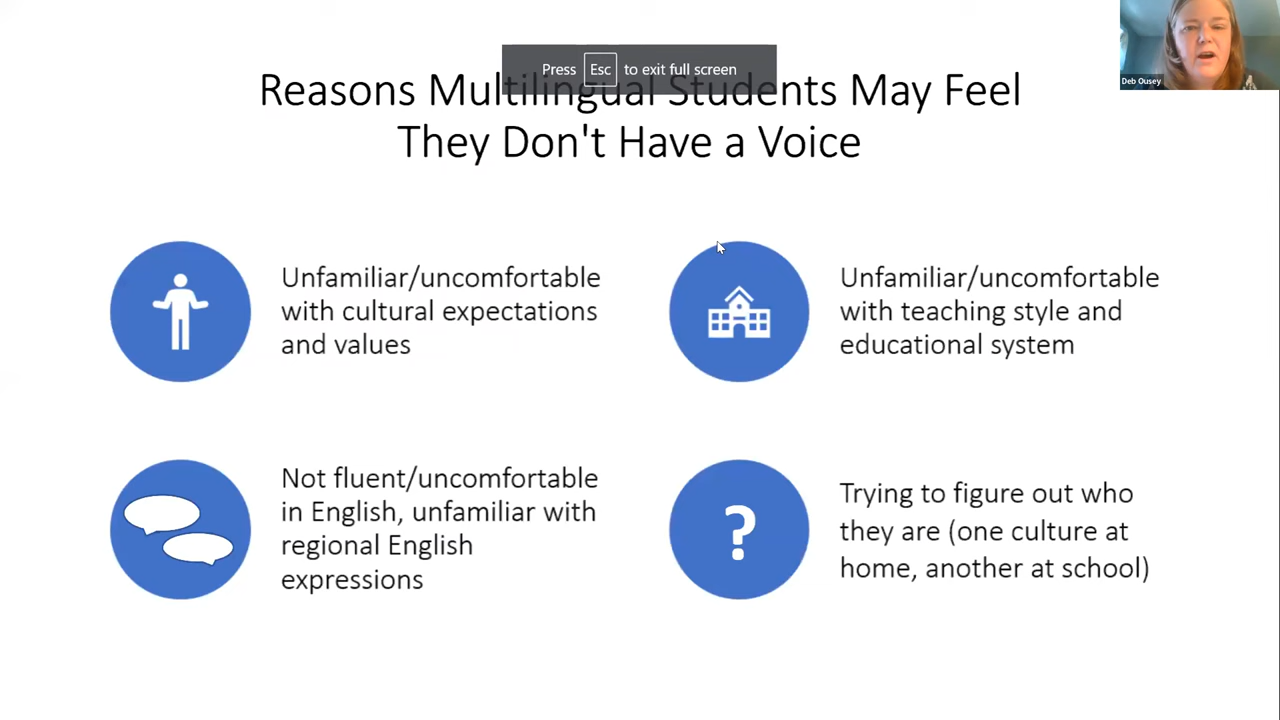 Press Esc to exit full screen
Reasons Multilingual Students May Feel
They Don't Have a Voice
Deb Ousey
Unfamiliar/uncomfortable
with cultural expectations
and values
Unfamiliar/uncomfortable
with teaching style and
educational system
Not fluent/uncomfortable
in English, unfamiliar with
regional English
expressions
?
Trying to figure out who
they are (one culture at
home, another at school)